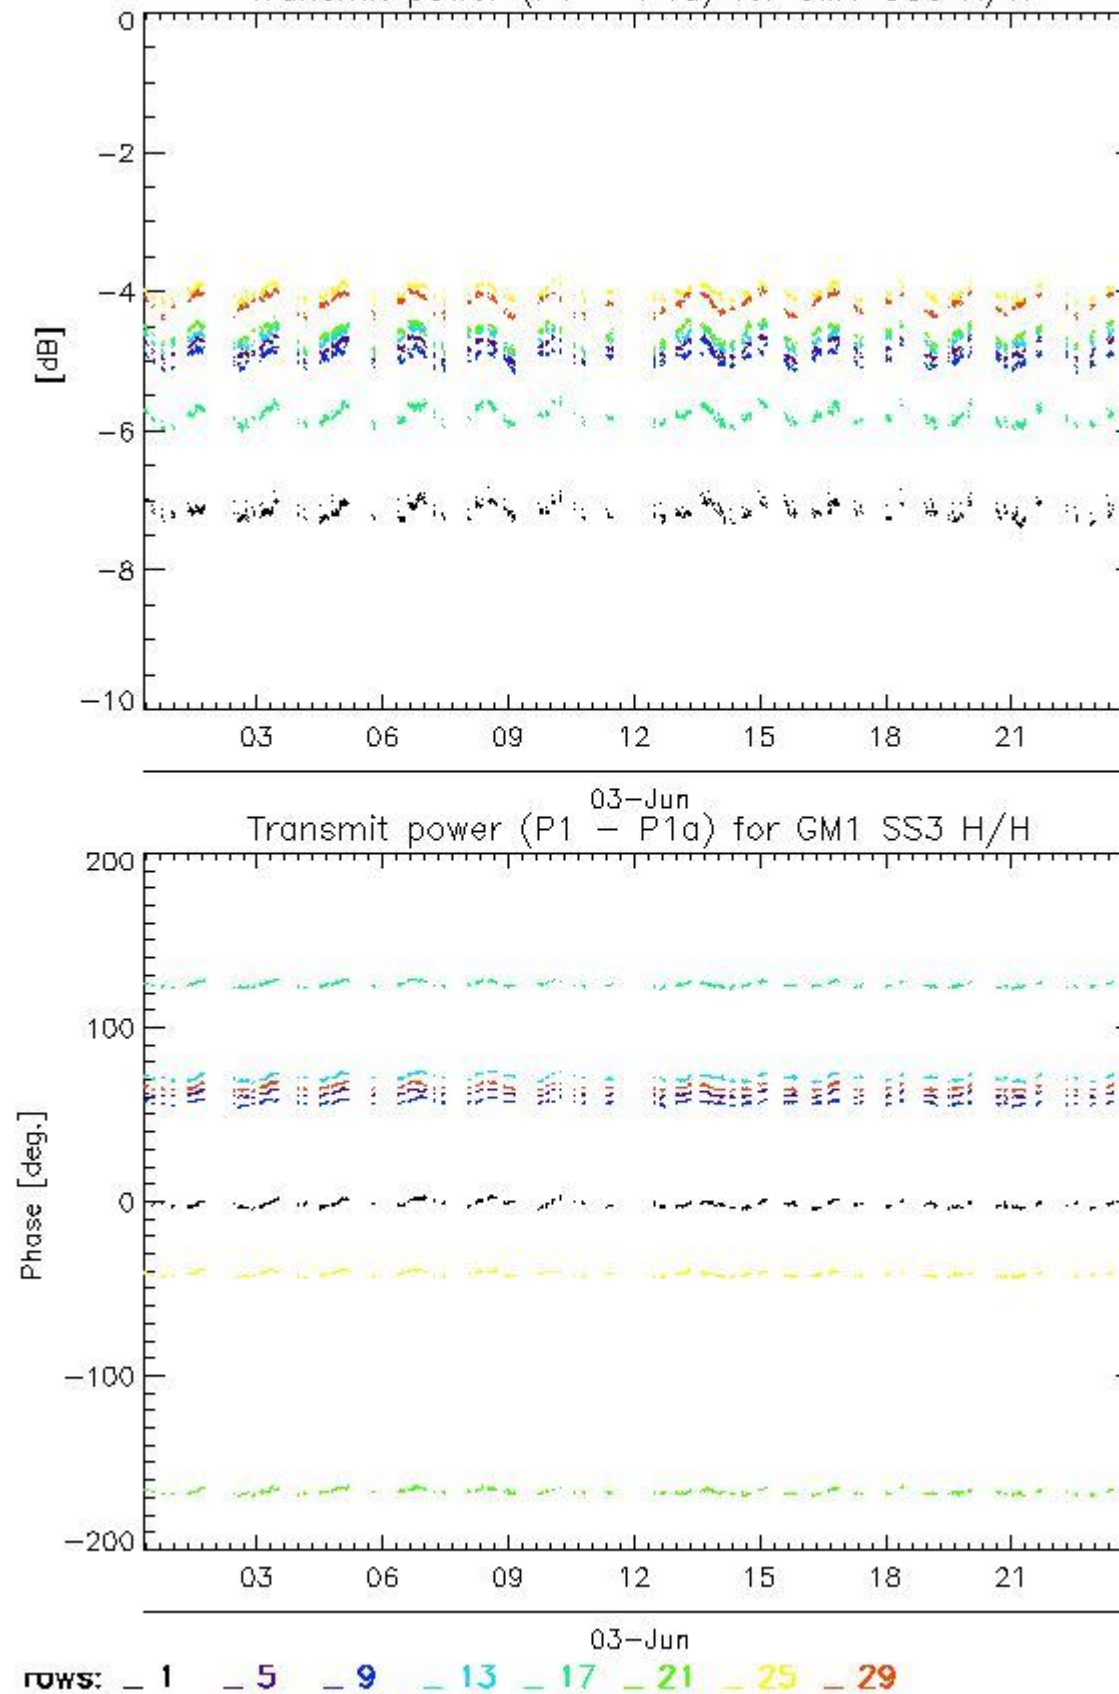 0
-2
-4
[dB]
-6
-8
-10
03 06 09 12 15 18 21
03-Jun
Transmit power (P1 - P1a) for GM1 SS3 H/H
200
100
0
Phase [deg.]
-100
-200
03 06 09 12 15 18 21
03-Jun
rows: _ 1 _ 5 _ 9 _ 13 _ 17 _ 21 _ 25 _ 29